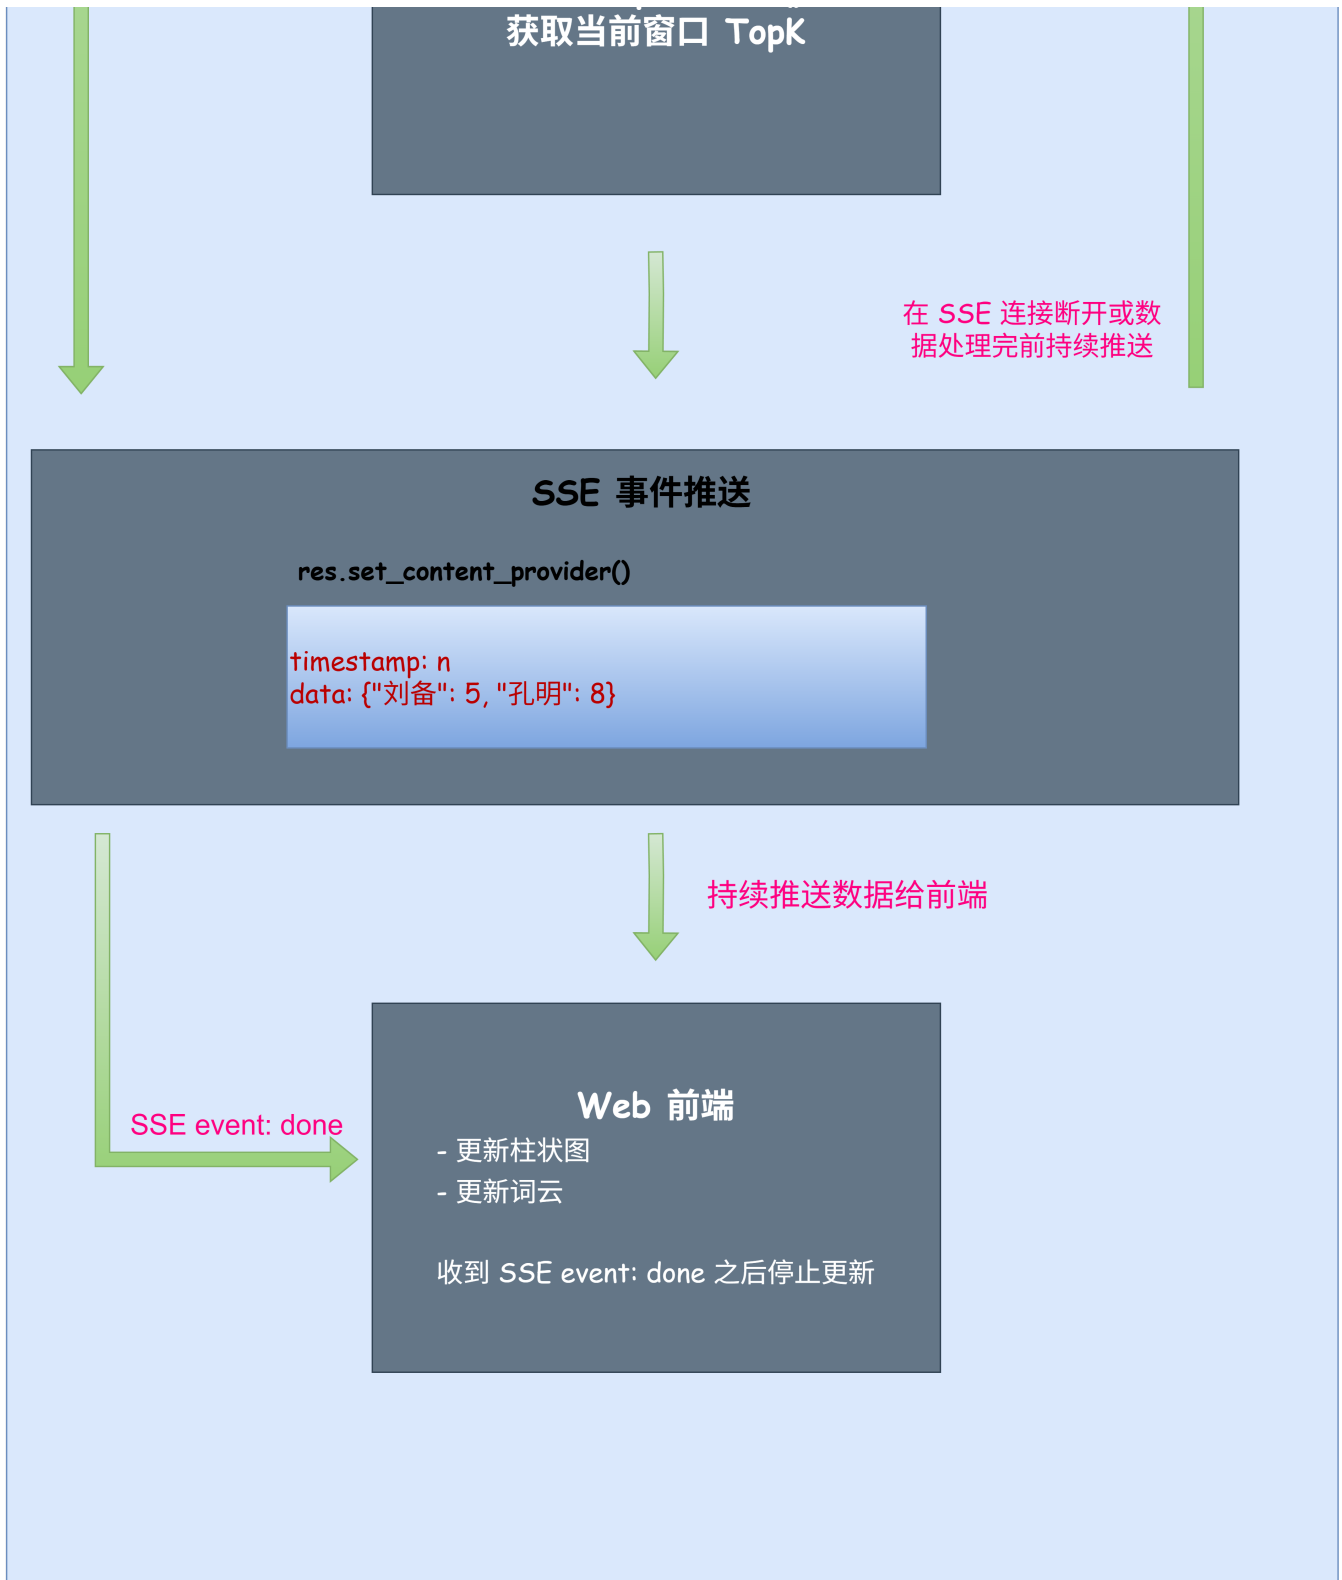 获取当前窗口 TopK
在 SSE 连接断开或数
据处理完前持续推送
SSE 事件推送
res.set_content_provider()
timestamp: n
data: {"刘备": 5, "孔明": 8}
持续推送数据给前端
SSE event: done
Web 前端
- 更新柱状图
- 更新词云
收到 SSE event: done 之后停止更新